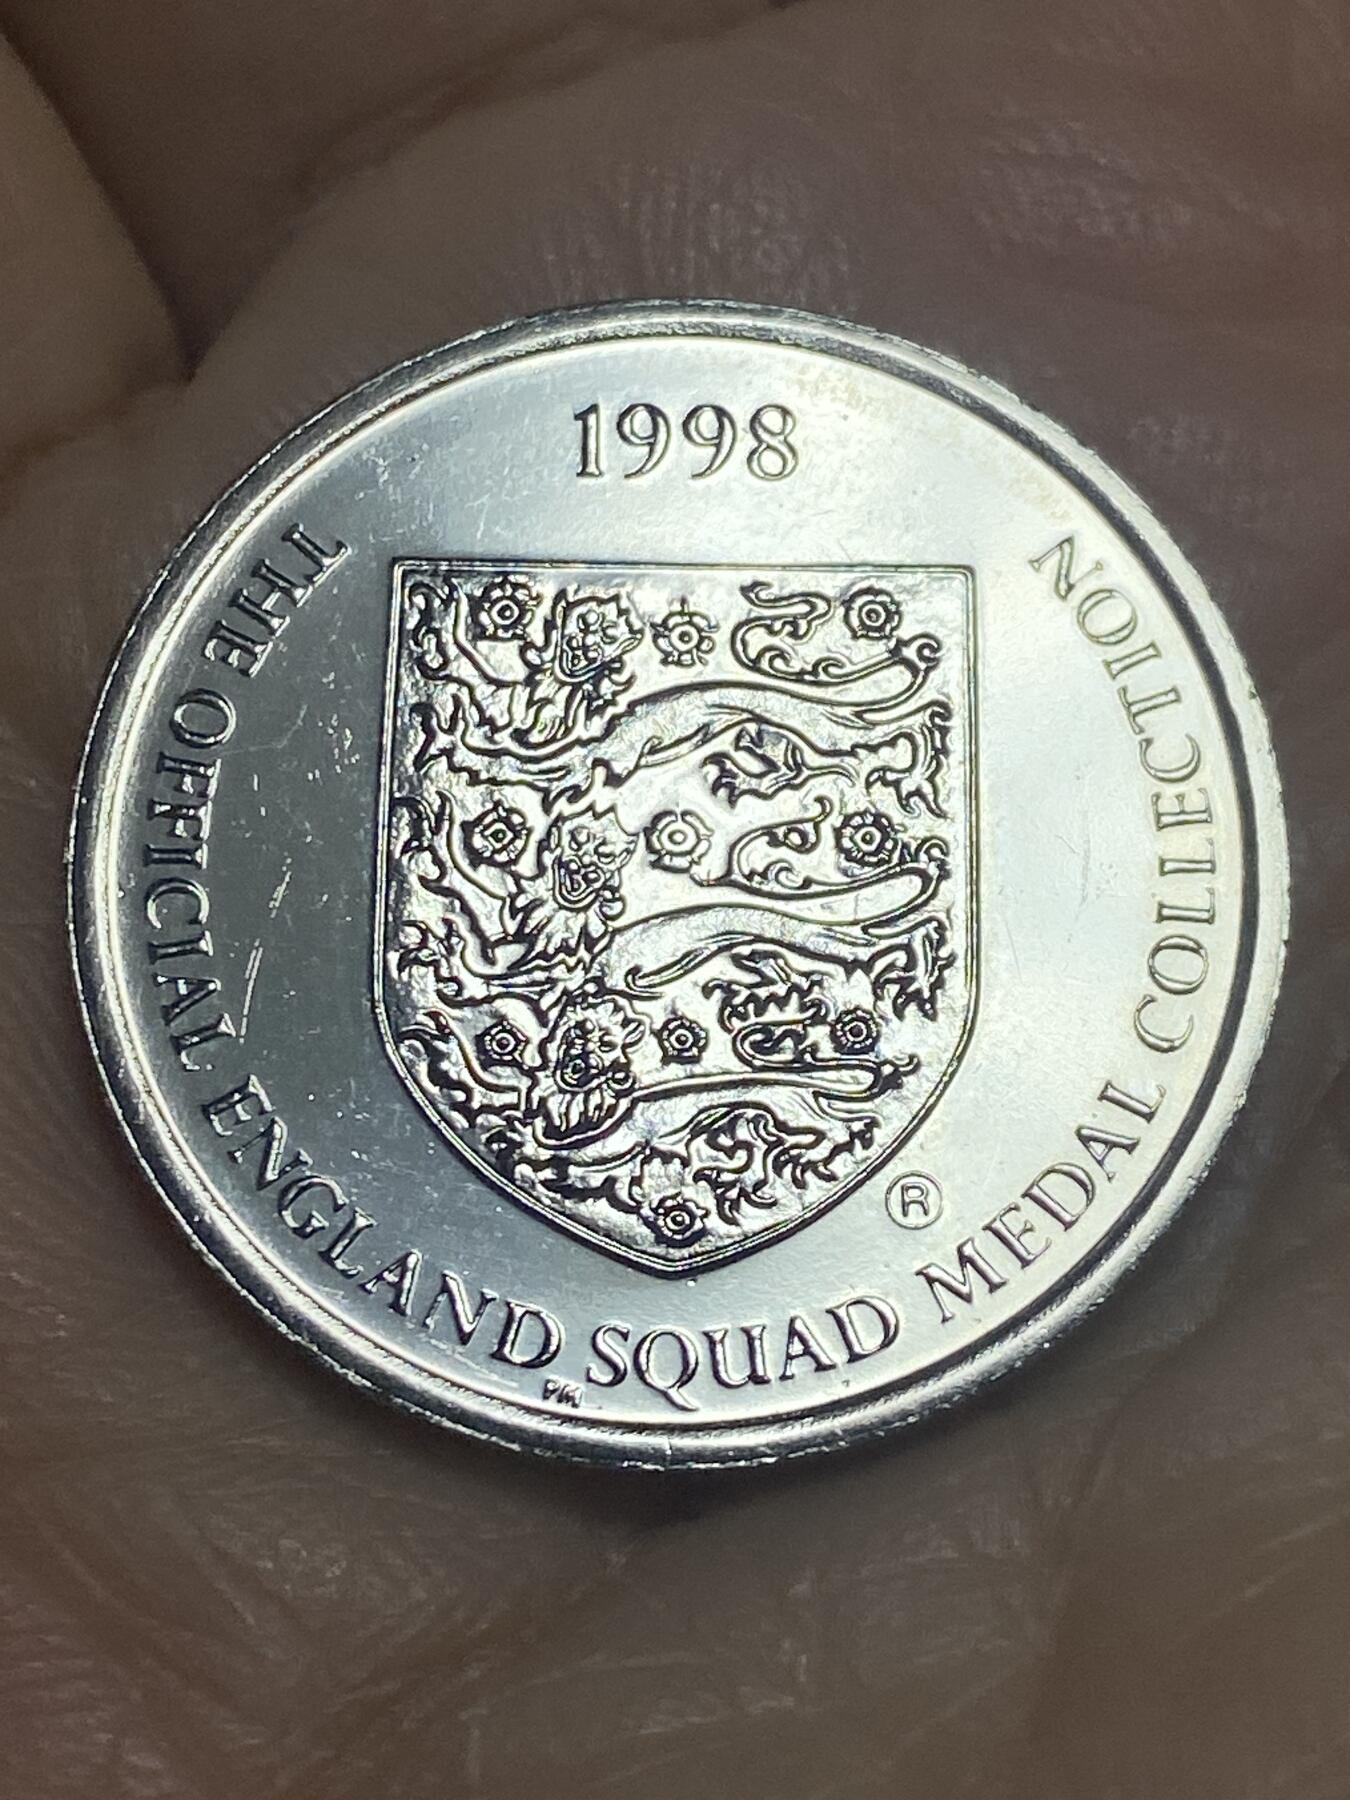 1998
THE OFFICIAL ENGLAND SQUAD MEDAL COLLECTION
®
PM